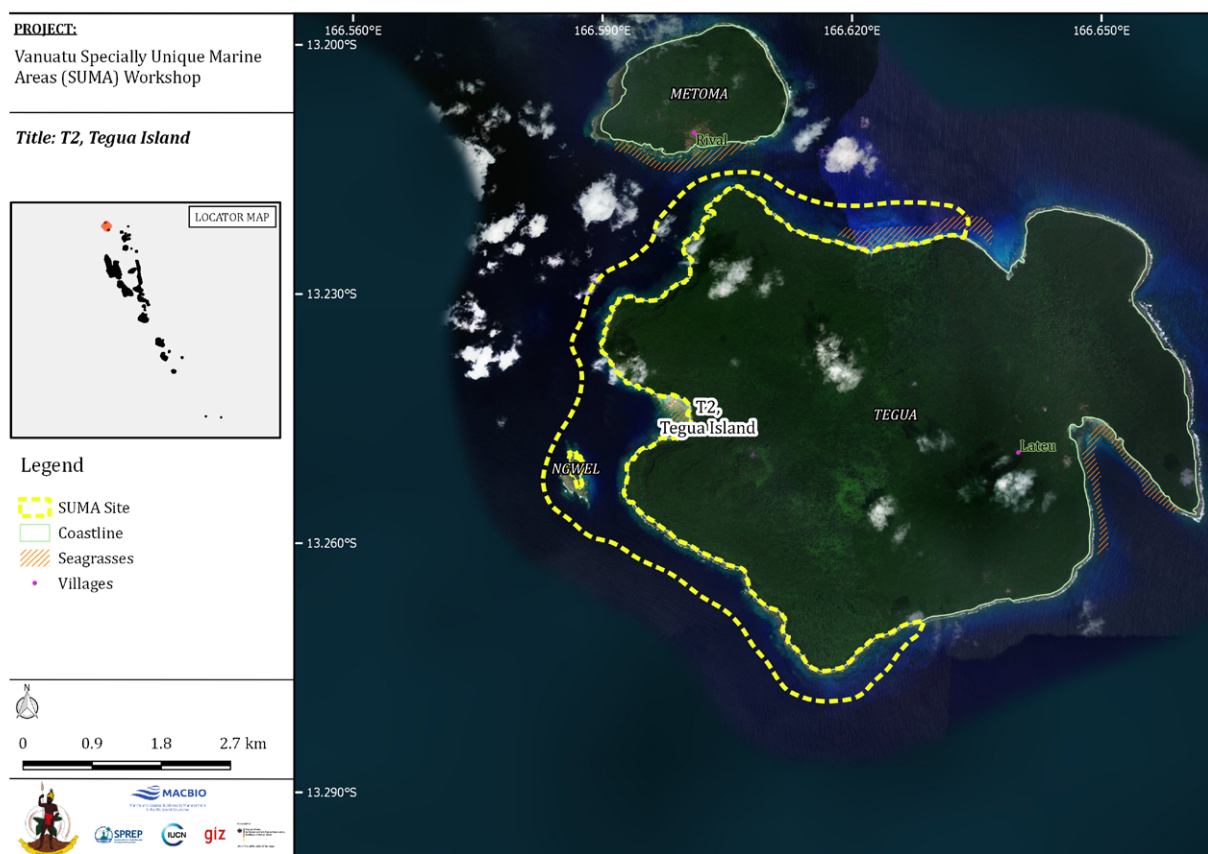 PROJECT:
Vanuatu Specially Unique Marine
Areas (SUMA) Workshop
Title: T2, Tegua Island
LOCATOR MAP
Legend
SUMA Site
Coastline
Seagrasses
Villages
N
0 0.9 1.8 2.7 km
MACBIO
SPREP
IUCN
giz
166.560°E
166.590°E
166.620°E
166.650°E
13.200°S
13.230°S
13.260°S
13.290°S
METOMA
Rival
T2,
Tegua Island
TEGUA
NGWEL
Lateu